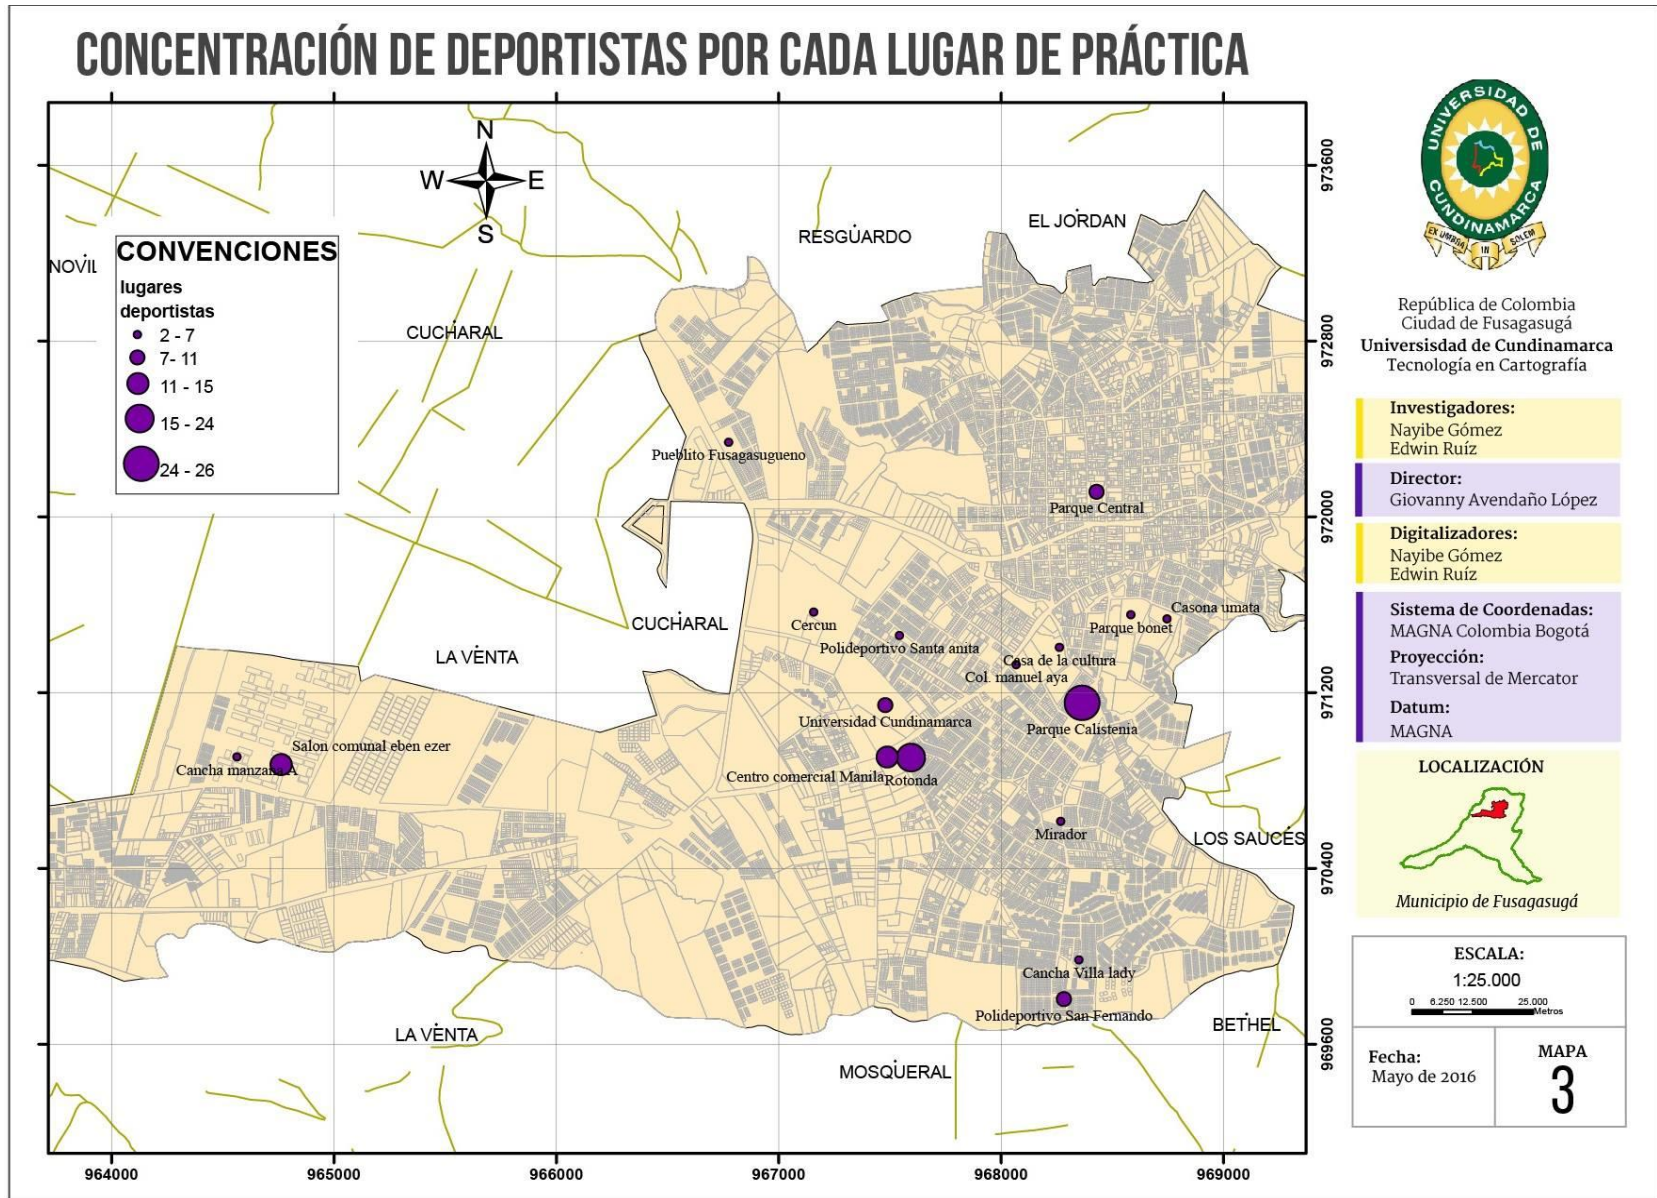 CONCENTRACIÓN DE DEPORTISTAS POR CADA LUGAR DE PRÁCTICA
N
W E
S
CONVENCIONES
lugares
deportistas
2 - 7
7- 11
11 - 15
15 - 24
24 - 26
NOVIL
CUCHARAL
RESGUARDO
EL JORDAN
Pueblito Fusagasugueno
Parque Central
CUCHARAL
LA VENTA
Cercun
Polideportivo Santa anita
Casona umata
Parque bonet
Casa de la cultura
Col. manuel aya
Universidad Cundinamarca
Parque Calistenia
Salon comunal eben ezer
Cancha manzana A
Centro comercial Manila
Rotonda
Mirador
LOS SAUCES
Cancha Villa lady
Polideportivo San Fernando
LA VENTA
MOSQUERAL
BETHEL
973600
972800
972000
971200
970400
969600
964000
965000
966000
967000
968000
969000
UNIVERSIDAD DE
CUNDINAMARCA
EX UMBRA IN SOLEM
República de Colombia
Ciudad de Fusagasugá
Universisdad de Cundinamarca
Tecnología en Cartografía
Investigadores:
Nayibe Gómez
Edwin Ruíz
Director:
Giovanny Avendaño López
Digitalizadores:
Nayibe Gómez
Edwin Ruíz
Sistema de Coordenadas:
MAGNA Colombia Bogotá
Proyección:
Transversal de Mercator
Datum:
MAGNA
LOCALIZACIÓN
Municipio de Fusagasugá
ESCALA:
1:25.000
0 6.250 12.500 25.000
Metros
Fecha:
Mayo de 2016
MAPA
3